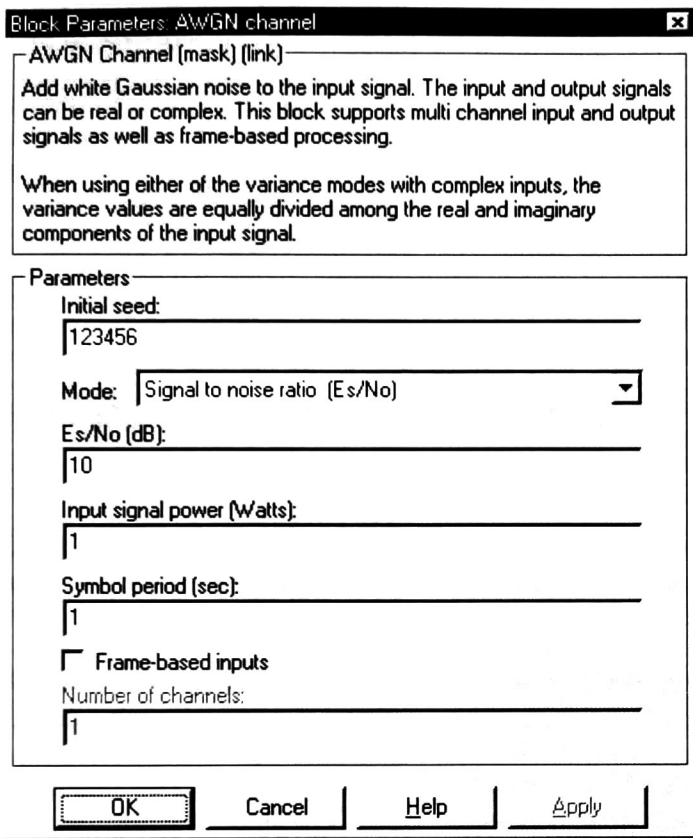 Block Parameters: AWGN channel
AWGN Channel (mask) (link)
Add white Gaussian noise to the input signal. The input and output signals
can be real or complex. This block supports multi channel input and output
signals as well as frame-based processing.
When using either of the variance modes with complex inputs, the
variance values are equally divided among the real and imaginary
components of the input signal.
Parameters
Initial seed:
123456
Mode: Signal to noise ratio (Es/No)
Es/No (dB):
10
Input signal power (Watts):
1
Symbol period (sec):
1
Frame-based inputs
Number of channels:
1
OK Cancel Help Apply